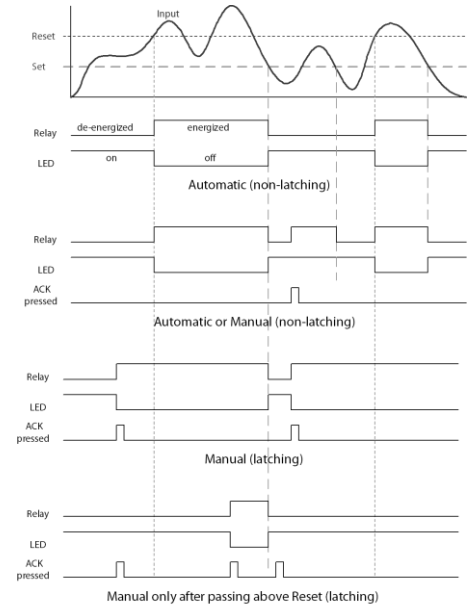 Input
Reset
Set
de-energized energized
Relay
LED
on off
Automatic (non-latching)
Relay
LED
ACK
pressed
Automatic or Manual (non-latching)
Relay
LED
ACK
pressed
Manual (latching)
Relay
LED
ACK
pressed
Manual only after passing above Reset (latching)